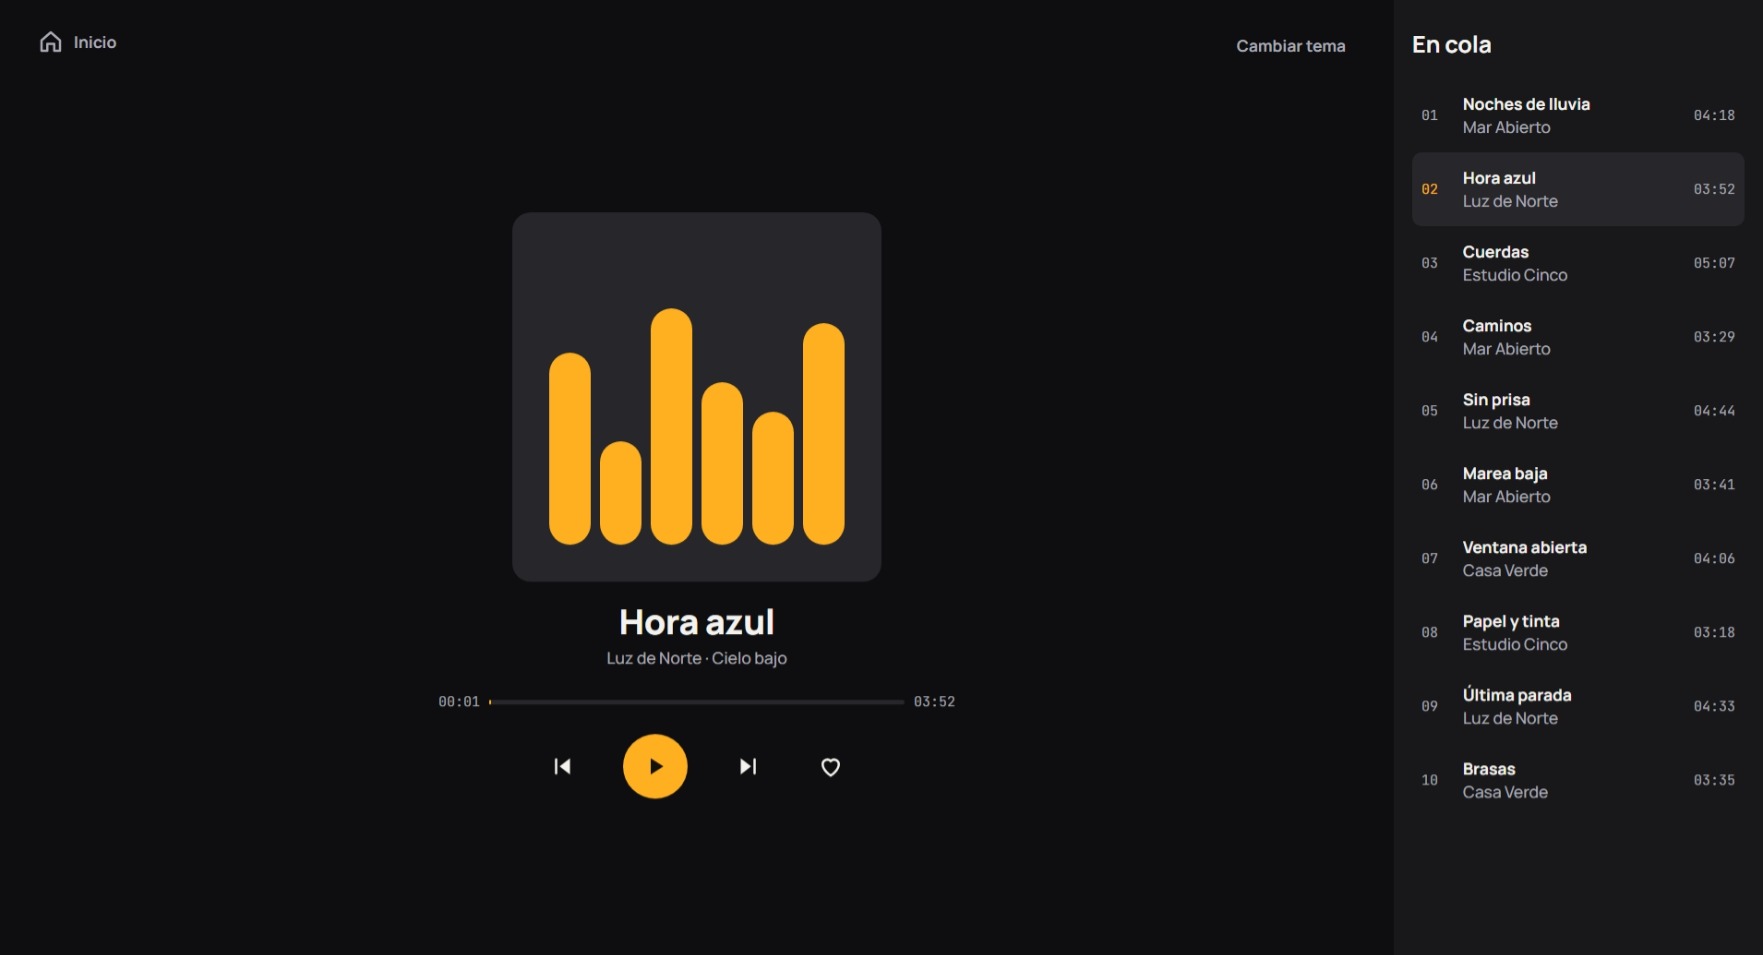 Inicio
Cambiar tema
Hora azul
Luz de Norte · Cielo bajo
00:01
03:52
En cola
01 Noches de lluvia 04:18
Mar Abierto
02 Hora azul 03:52
Luz de Norte
03 Cuerdas 05:07
Estudio Cinco
04 Caminos 03:29
Mar Abierto
05 Sin prisa 04:44
Luz de Norte
06 Marea baja 03:41
Mar Abierto
07 Ventana abierta 04:06
Casa Verde
08 Papel y tinta 03:18
Estudio Cinco
09 Última parada 04:33
Luz de Norte
10 Brasas 03:35
Casa Verde